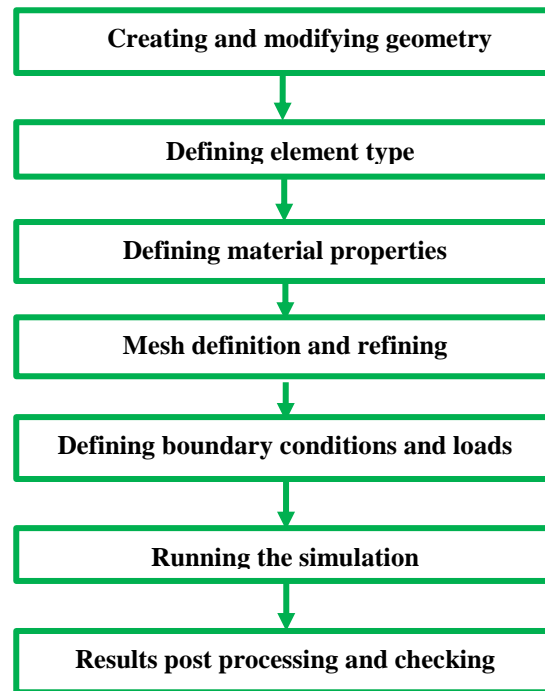 Creating and modifying geometry
Defining element type
Defining material properties
Mesh definition and refining
Defining boundary conditions and loads
Running the simulation
Results post processing and checking